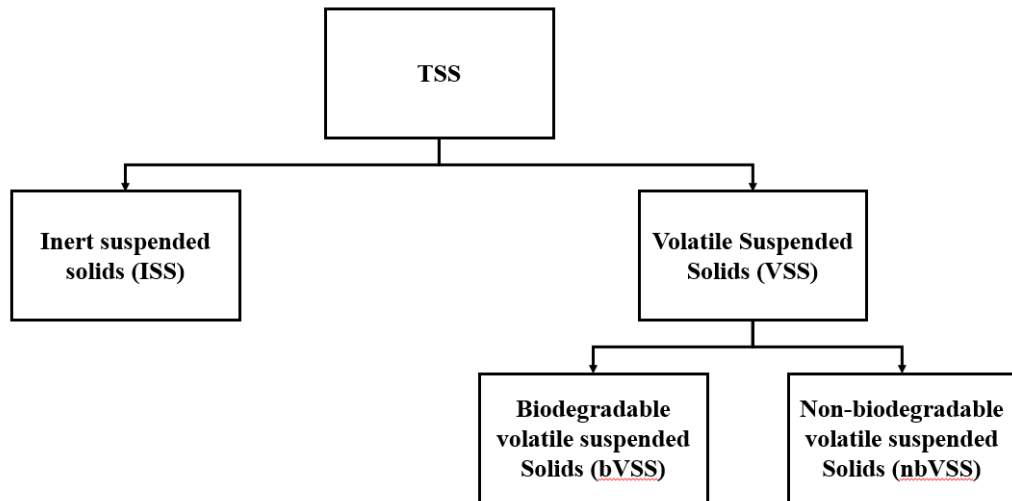 TSS
Inert suspended
solids (ISS)
Volatile Suspended
Solids (VSS)
Biodegradable
volatile suspended
Solids (bVSS)
Non-biodegradable
volatile suspended
Solids (nbVSS)